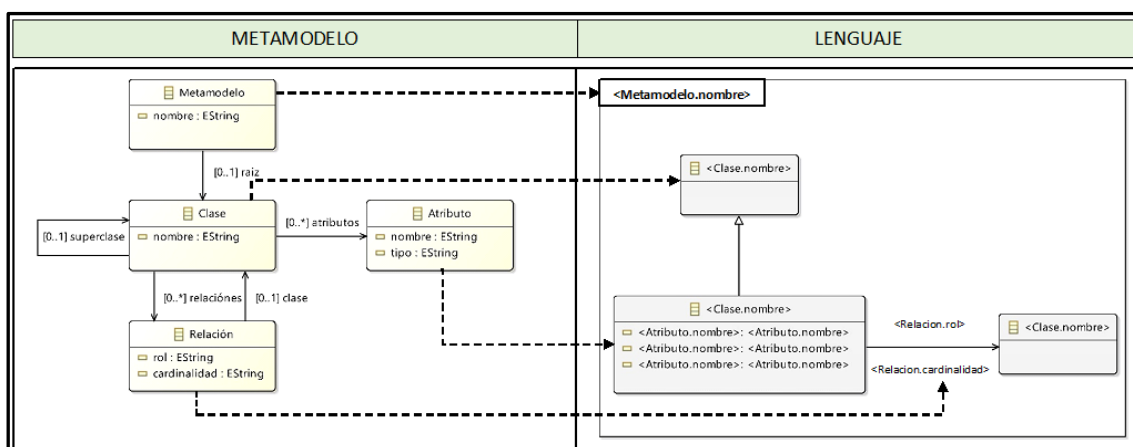 METAMODELO
LENGUAJE
Metamodelo
nombre : EString
<Metamodelo.nombre>
[0..1] raiz
<Clase.nombre>
Clase
nombre : EString
[0..1] superclase
[0..*] atributos
Atributo
nombre : EString
tipo : EString
[0..*] relaciónes
[0..1] clase
Relación
rol : EString
cardinalidad : EString
<Clase.nombre>
<Atributo.nombre>: <Atributo.nombre>
<Atributo.nombre>: <Atributo.nombre>
<Atributo.nombre>: <Atributo.nombre>
<Relacion.rol>
<Relacion.cardinalidad>
<Clase.nombre>